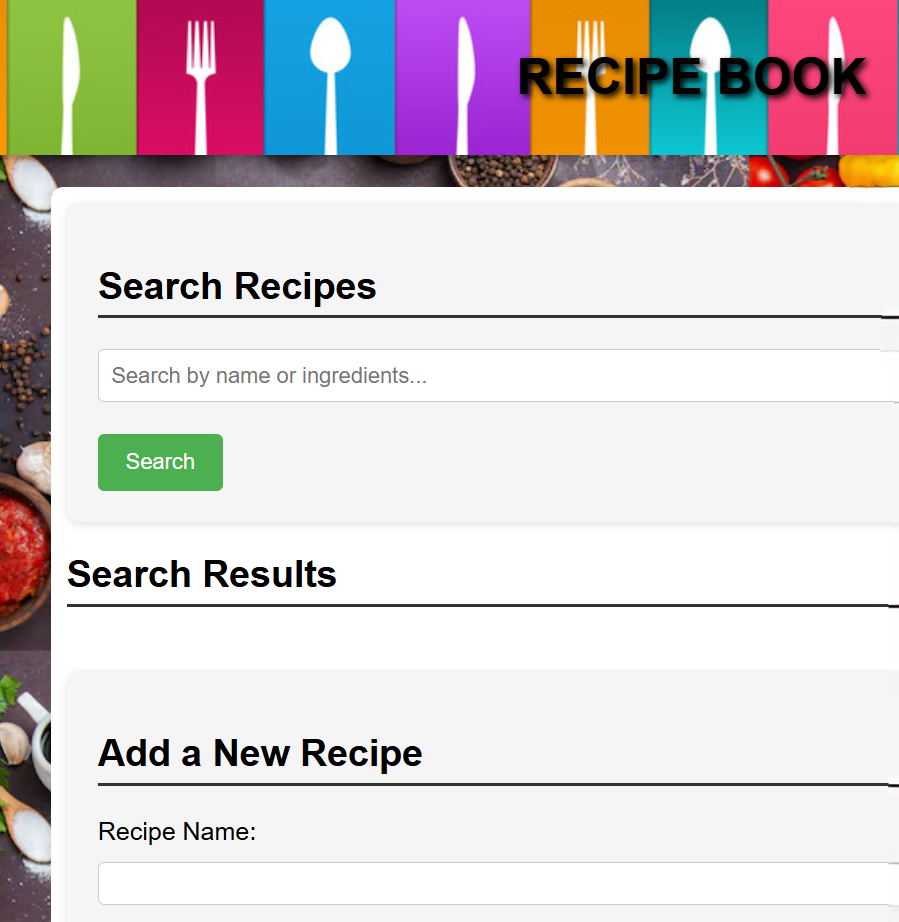 RECIPE BOOK
Search Recipes
Search by name or ingredients...
Search
Search Results
Add a New Recipe
Recipe Name: